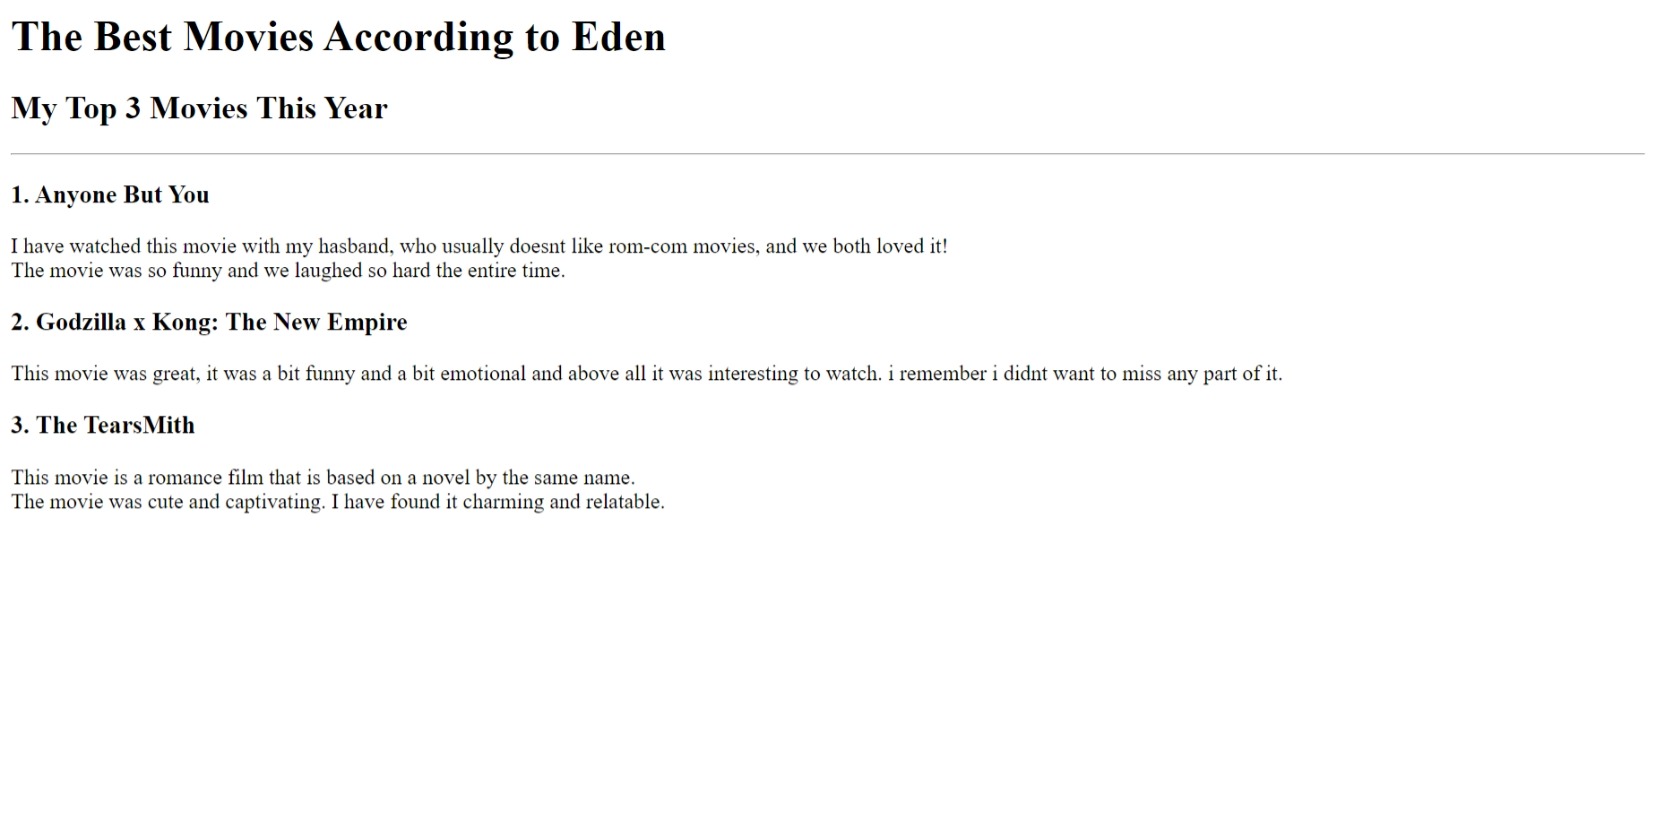 The Best Movies According to Eden
My Top 3 Movies This Year
1. Anyone But You
I have watched this movie with my hasband, who usually doesnt like rom-com movies, and we both loved it!
The movie was so funny and we laughed so hard the entire time.
2. Godzilla x Kong: The New Empire
This movie was great, it was a bit funny and a bit emotional and above all it was interesting to watch. i remember i didnt want to miss any part of it.
3. The TearsMith
This movie is a romance film that is based on a novel by the same name.
The movie was cute and captivating. I have found it charming and relatable.